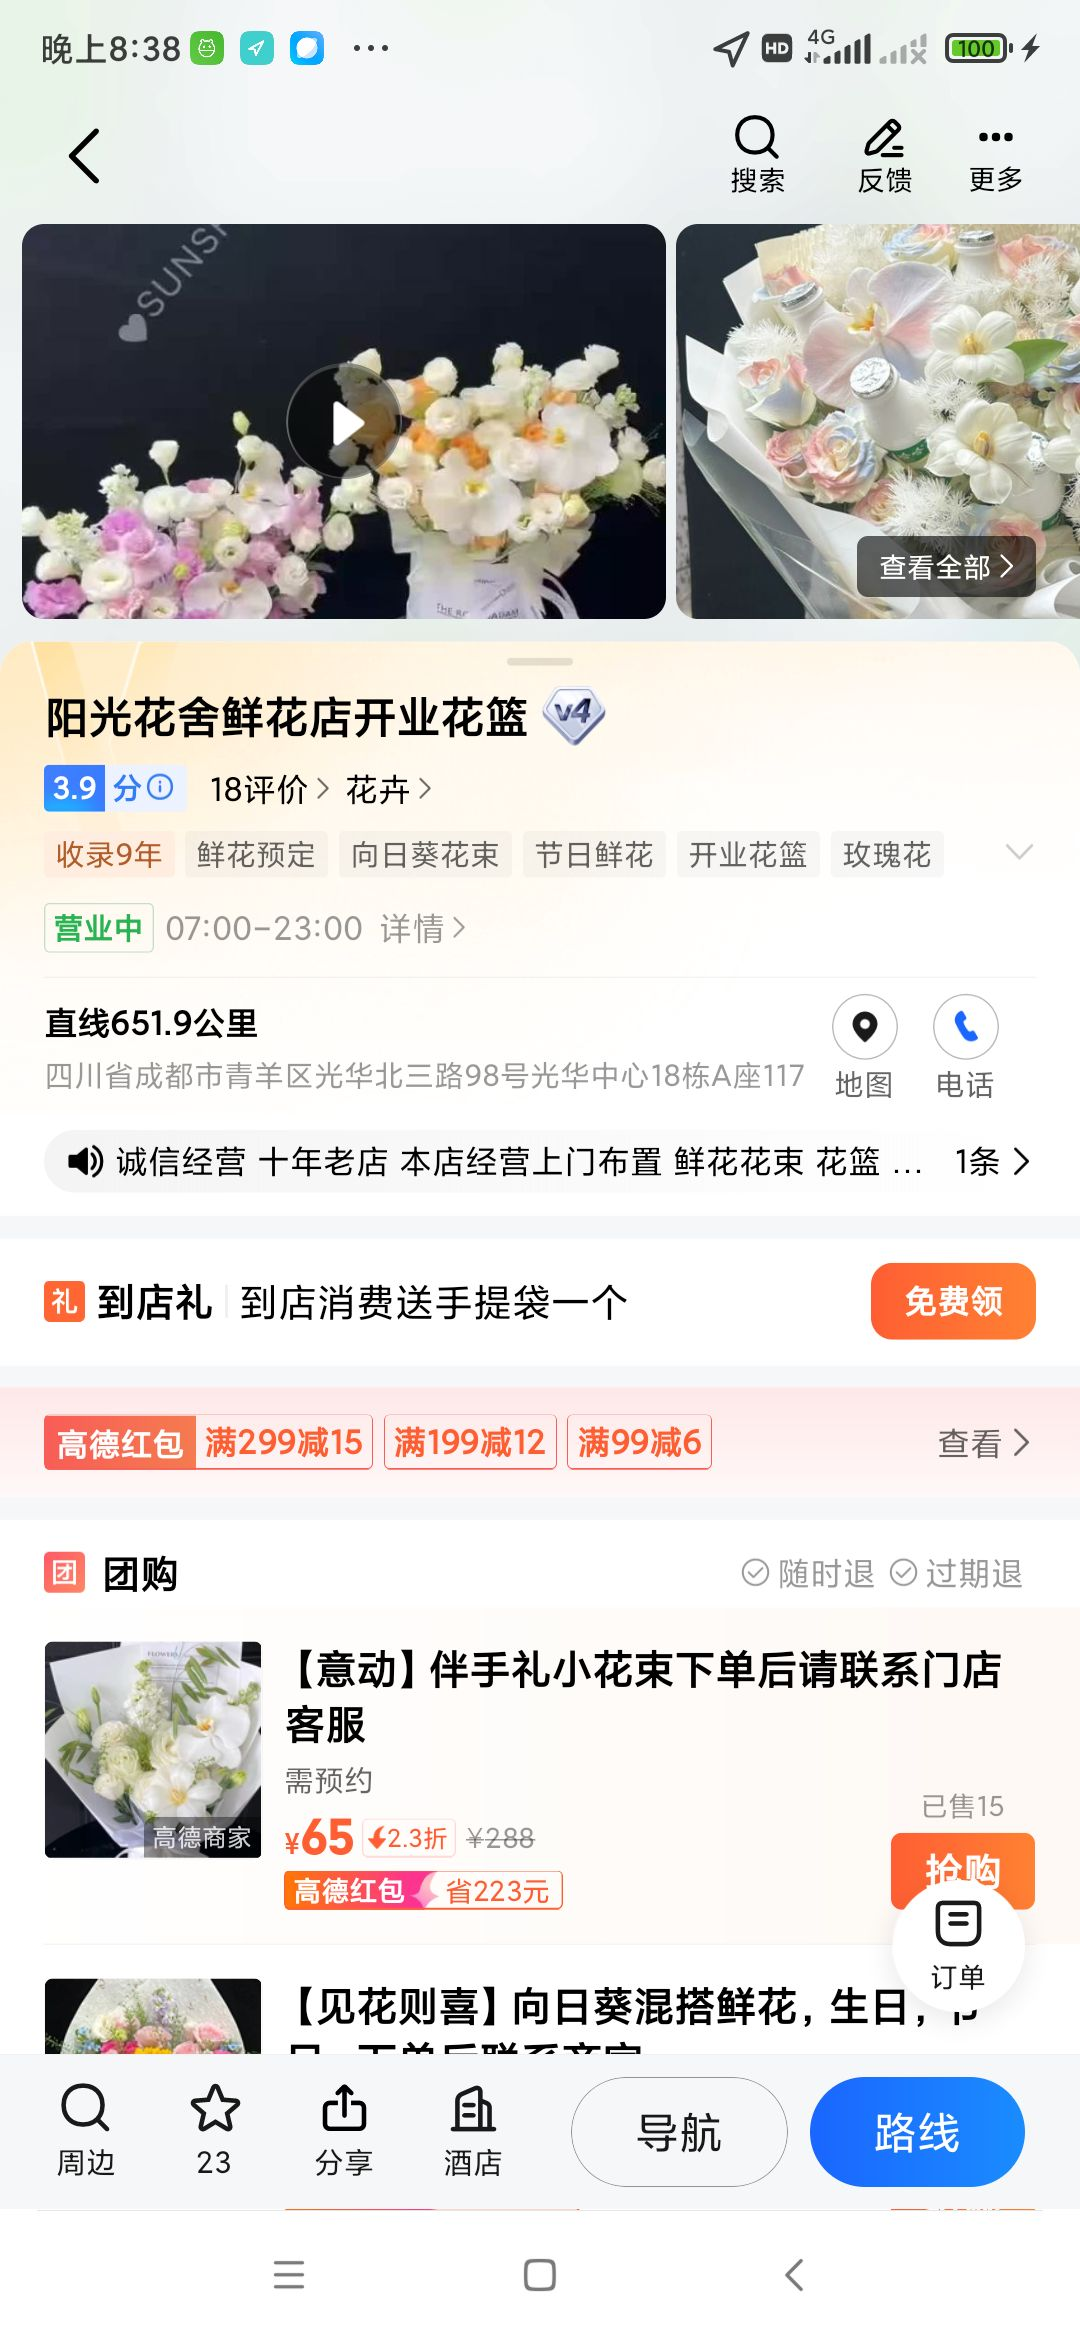 晚上8:38
HD
4G
100
搜索
反馈
更多
SUNSH
查看全部
阳光花舍鲜花店开业花篮
V4
3.9分
18评价
花卉
收录9年
鲜花预定
向日葵花束
节日鲜花
开业花篮
玫瑰花
营业中
07:00-23:00
详情
直线651.9公里
四川省成都市青羊区光华北三路98号光华中心18栋A座117
地图
电话
诚信经营 十年老店 本店经营上门布置 鲜花花束 花篮 ...
1条
礼
到店礼
到店消费送手提袋一个
免费领
高德红包
满299减15
满199减12
满99减6
查看
团
团购
随时退
过期退
FLOWERS
高德商家
【意动】伴手礼小花束下单后请联系门店
客服
需预约
¥65
2.3折
¥288
高德红包
省223元
已售15
抢购
订单
【见花则喜】向日葵混搭鲜花,生日,节
日,下单后联系商家
周边
23
分享
酒店
导航
路线